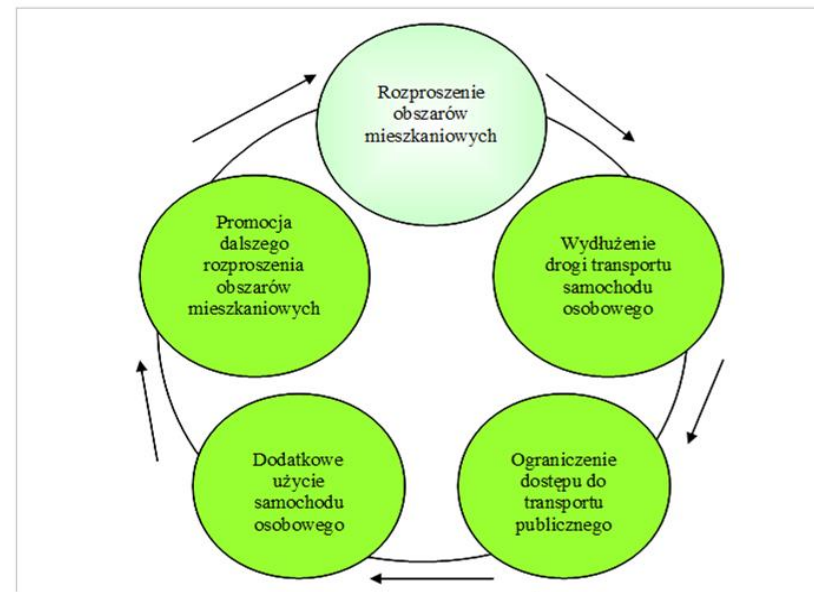 Rozproszenie
obszarów
mieszkaniowych
Wydłużenie
drogi transportu
samochodu
osobowego
Ograniczenie
dostępu do
transportu
publicznego
Dodatkowe
użycie
samochodu
osobowego
Promocja
dalszego
rozproszenia
obszarów
mieszkaniowych